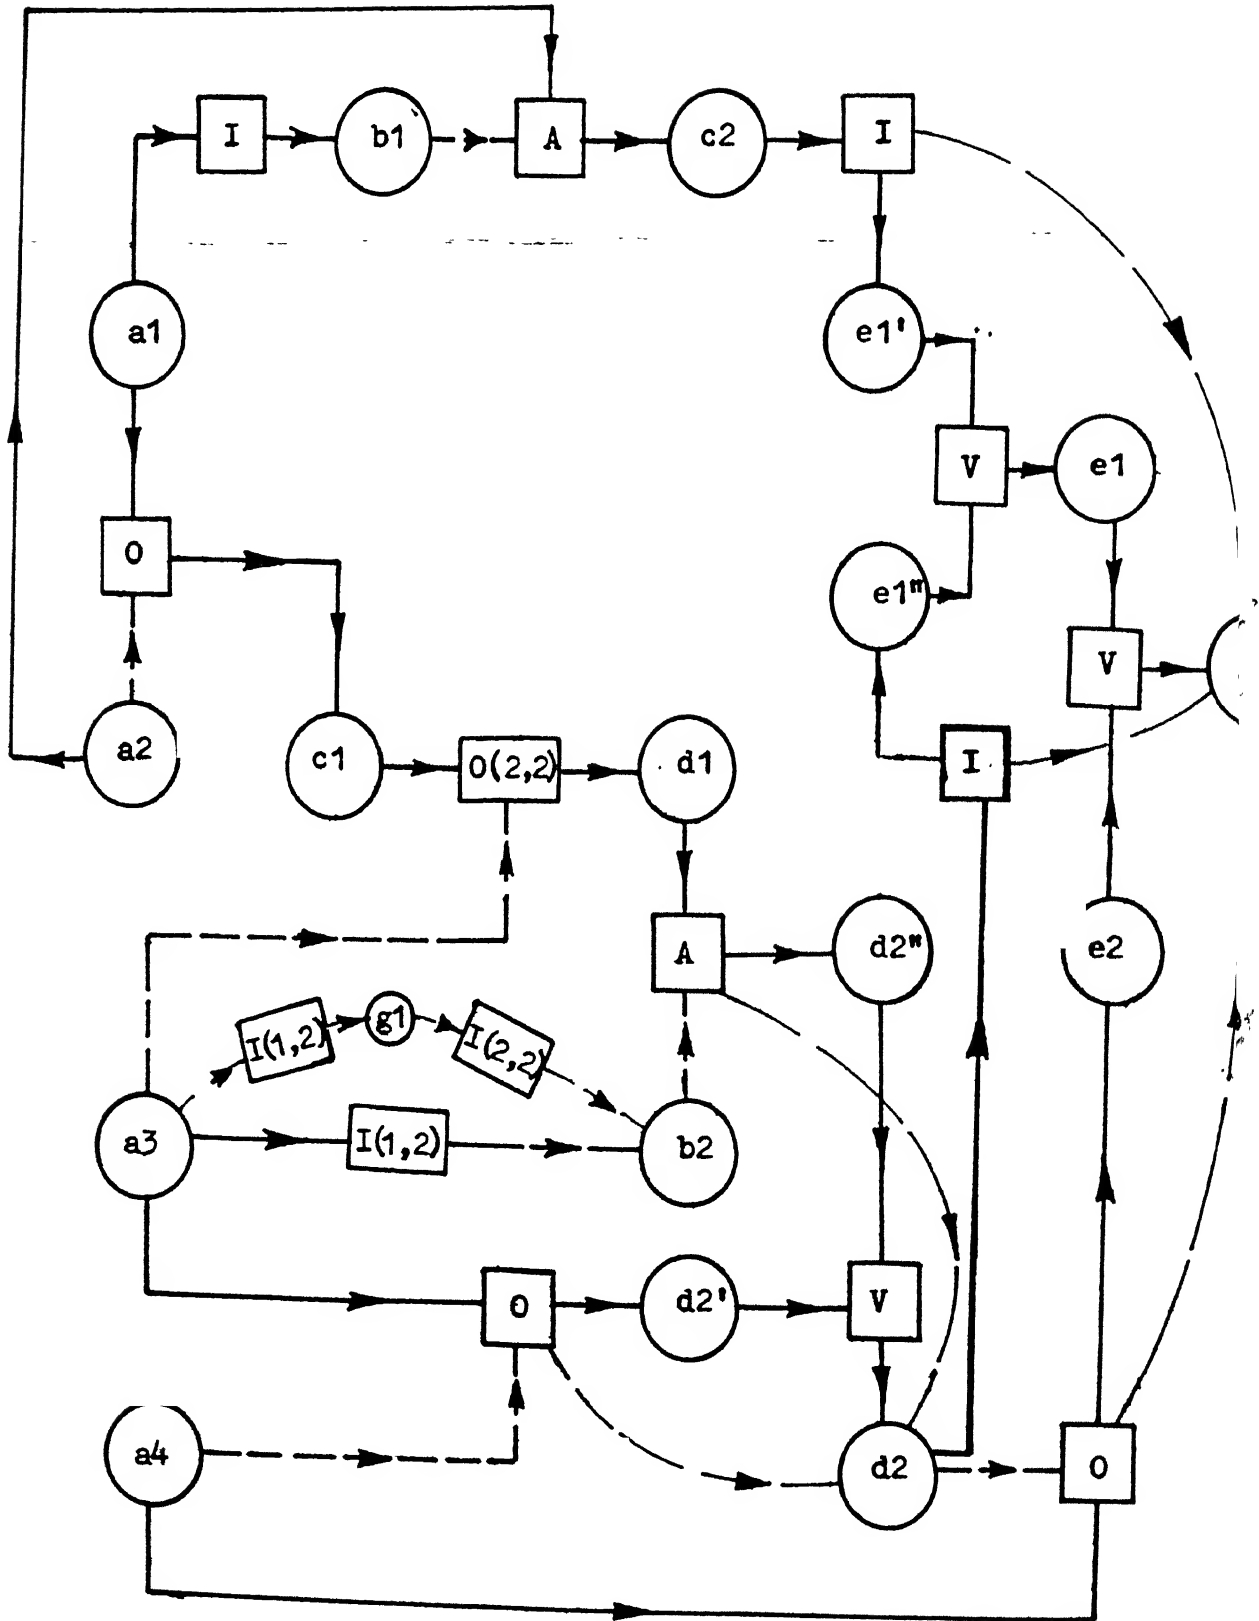 I
b1
A
c2
I
a1
e1'
V
e1
O
e1"
V
a2
c1
O(2,2)
d1
I
A
d2"
e2
I(1,2)
g1
I(2,2)
a3
I(1,2)
b2
O
d2'
V
a4
d2
O